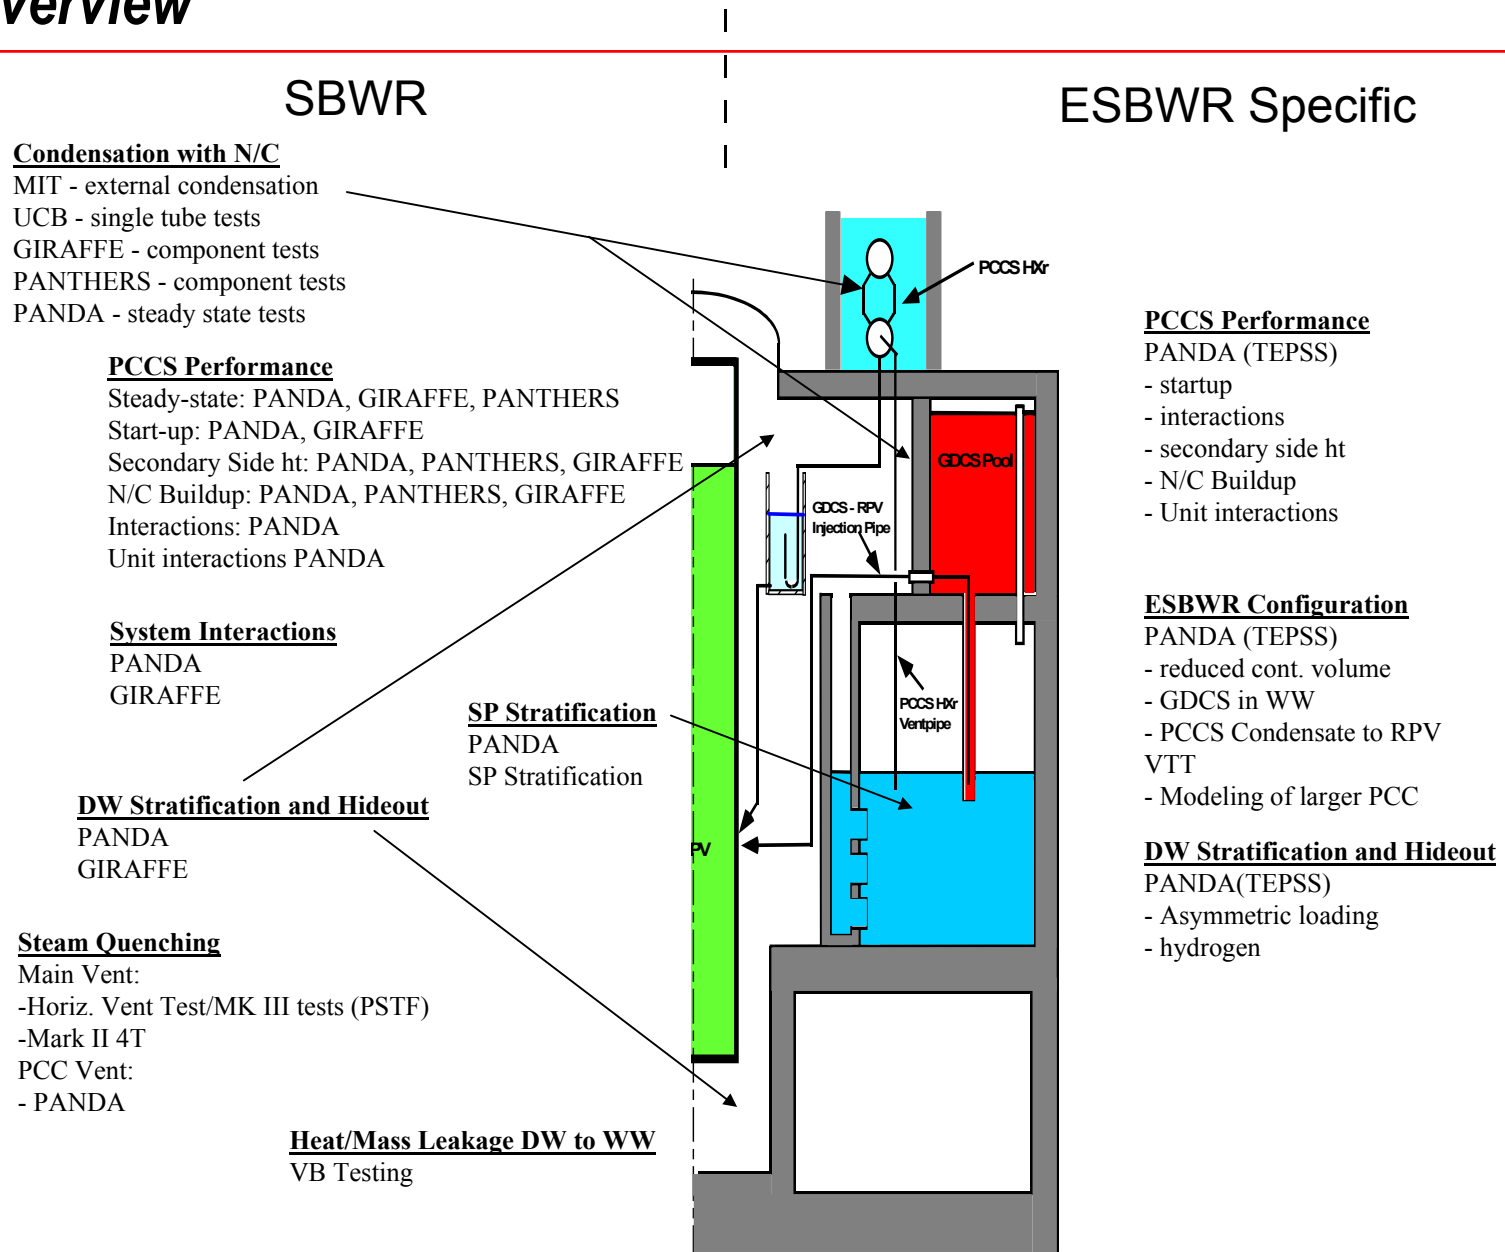 verview
SBWR
ESBWR Specific
Condensation with N/C
MIT - external condensation
UCB - single tube tests
GIRAFFE - component tests
PANTHERS - component tests
PANDA - steady state tests
PCCS Performance
Steady-state: PANDA, GIRAFFE, PANTHERS
Start-up: PANDA, GIRAFFE
Secondary Side ht: PANDA, PANTHERS, GIRAFFE
N/C Buildup: PANDA, PANTHERS, GIRAFFE
Interactions: PANDA
Unit interactions PANDA
System Interactions
PANDA
GIRAFFE
SP Stratification
PANDA
SP Stratification
DW Stratification and Hideout
PANDA
GIRAFFE
Steam Quenching
Main Vent:
-Horiz. Vent Test/MK III tests (PSTF)
-Mark II 4T
PCC Vent:
- PANDA
Heat/Mass Leakage DW to WW
VB Testing
PCCS HXr
GDCS Pool
GDCS - RPV
Injection Pipe
PCCS HXr
Ventpipe
PV
PCCS Performance
PANDA (TEPSS)
- startup
- interactions
- secondary side ht
- N/C Buildup
- Unit interactions
ESBWR Configuration
PANDA (TEPSS)
- reduced cont. volume
- GDCS in WW
- PCCS Condensate to RPV
VTT
- Modeling of larger PCC
DW Stratification and Hideout
PANDA(TEPSS)
- Asymmetric loading
- hydrogen